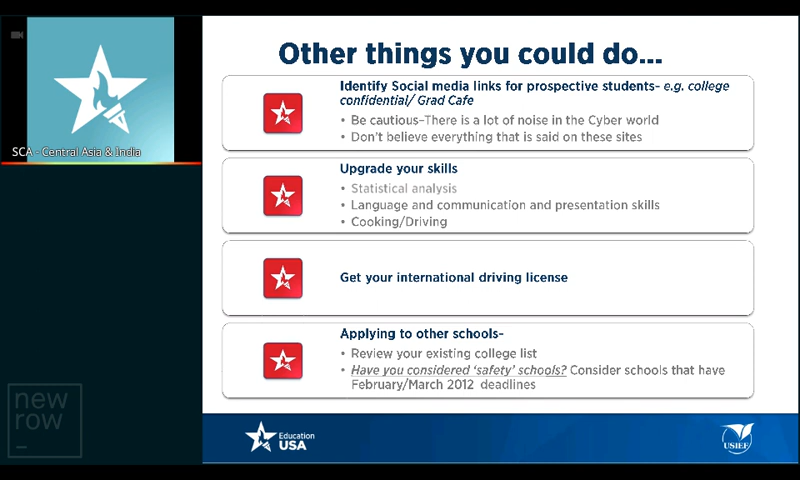 SCA - Central Asia & India
Other things you could do...
Identify Social media links for prospective students- e.g. college
confidential/ Grad Cafe
• Be cautious–There is a lot of noise in the Cyber world
• Don't believe everything that is said on these sites
Upgrade your skills
• Statistical analysis
• Language and communication and presentation skills
• Cooking/Driving
Get your international driving license
Applying to other schools-
• Review your existing college list
• Have you considered 'safety' schools? Consider schools that have
February/March 2012 deadlines
new
row
Education
USA
USIEF